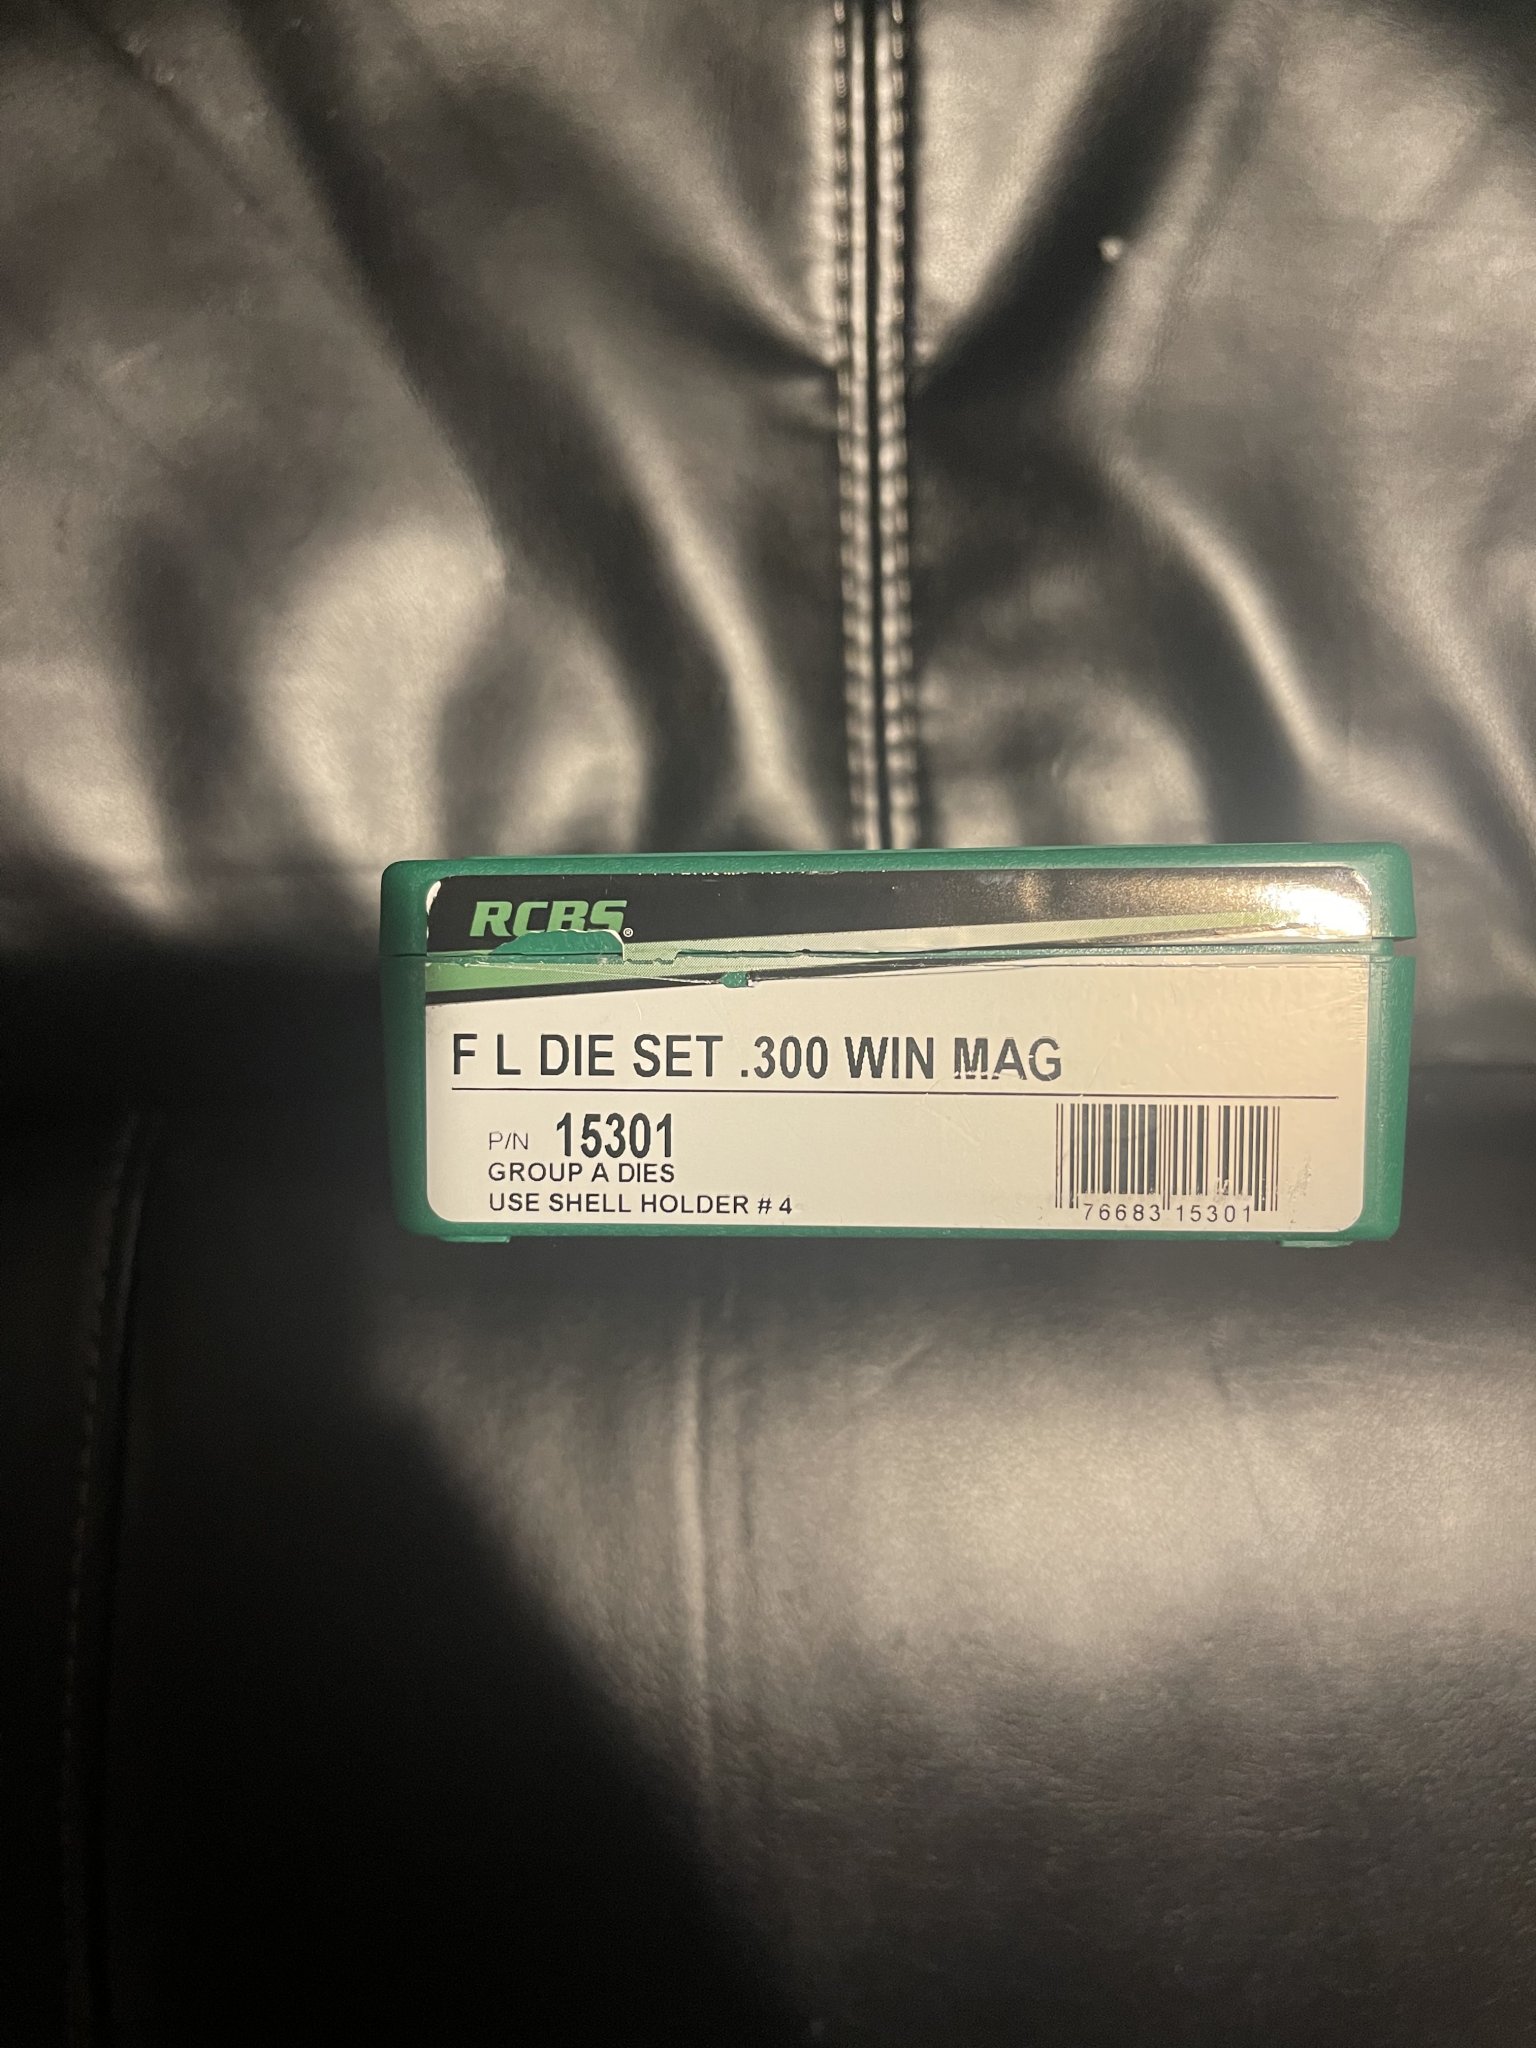 RCBS®
F L DIE SET .300 WIN MAG
P/N 15301
GROUP A DIES
USE SHELL HOLDER # 4
76683 15301